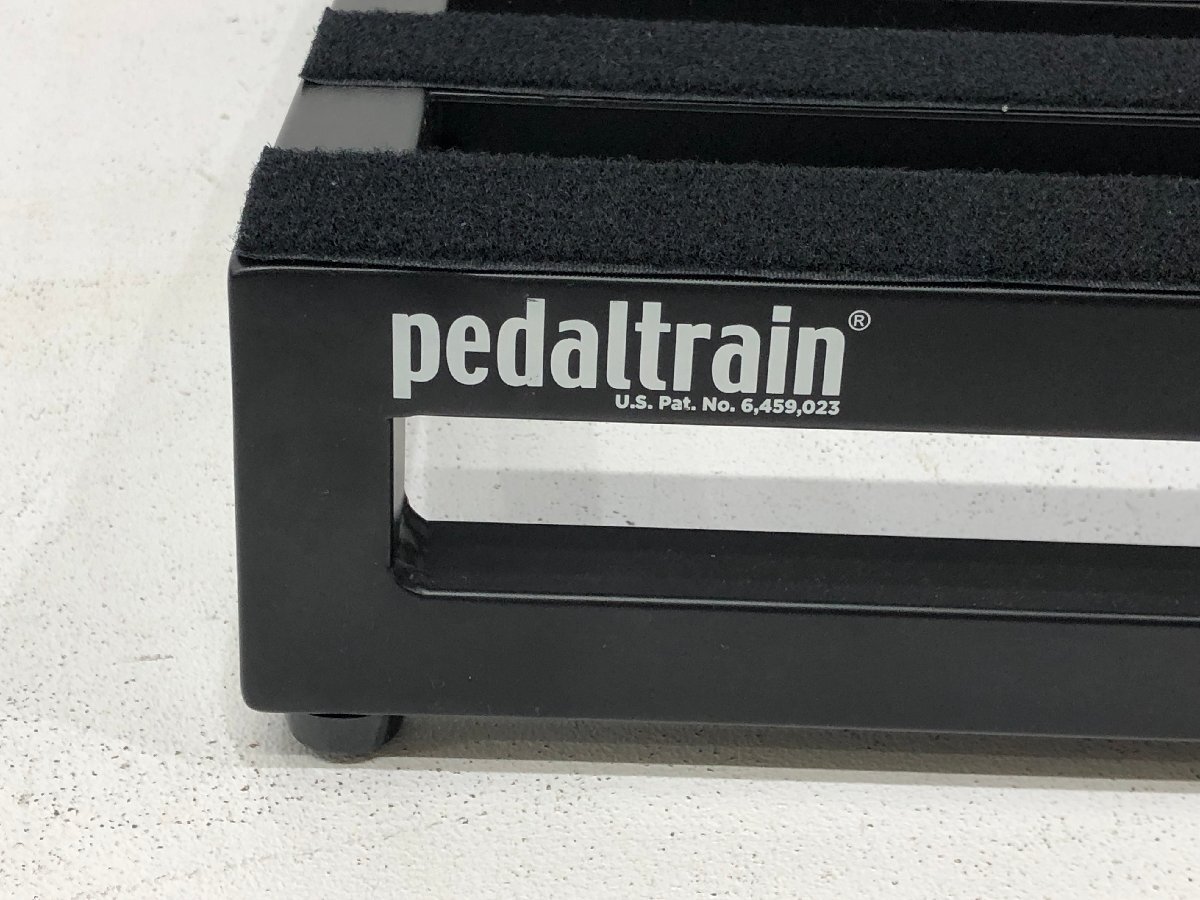 pedaltrain®
U.S. Pat. No. 6,459,023